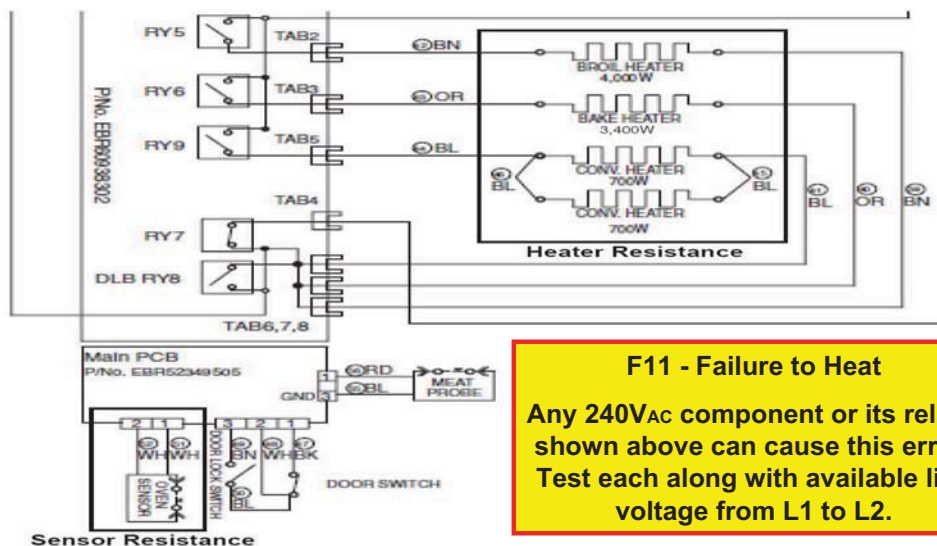 RY5
TAB2
BN
BROIL HEATER
4,000W
RY6
TAB3
OR
BAKE HEATER
3,400W
P/No. EBR60938302
RY9
TAB5
BL
BL
CONV. HEATER
700W
BL
BL
OR
BN
CONV. HEATER
700W
TAB4
RY7
Heater Resistance
DLB RY8
TAB6,7,8
Main PCB
P/No. EBR52349505
1
RD
MEAT
PROBE
GND
3
BL
2 1
3 2 1
WH
WH
BN
WH
BK
BL
OVEN
SENSOR
DOOR LOCK SWITCH
DOOR SWITCH
Sensor Resistance
F11 - Failure to Heat
Any 240VAC component or its rel
shown above can cause this err
Test each along with available li
voltage from L1 to L2.